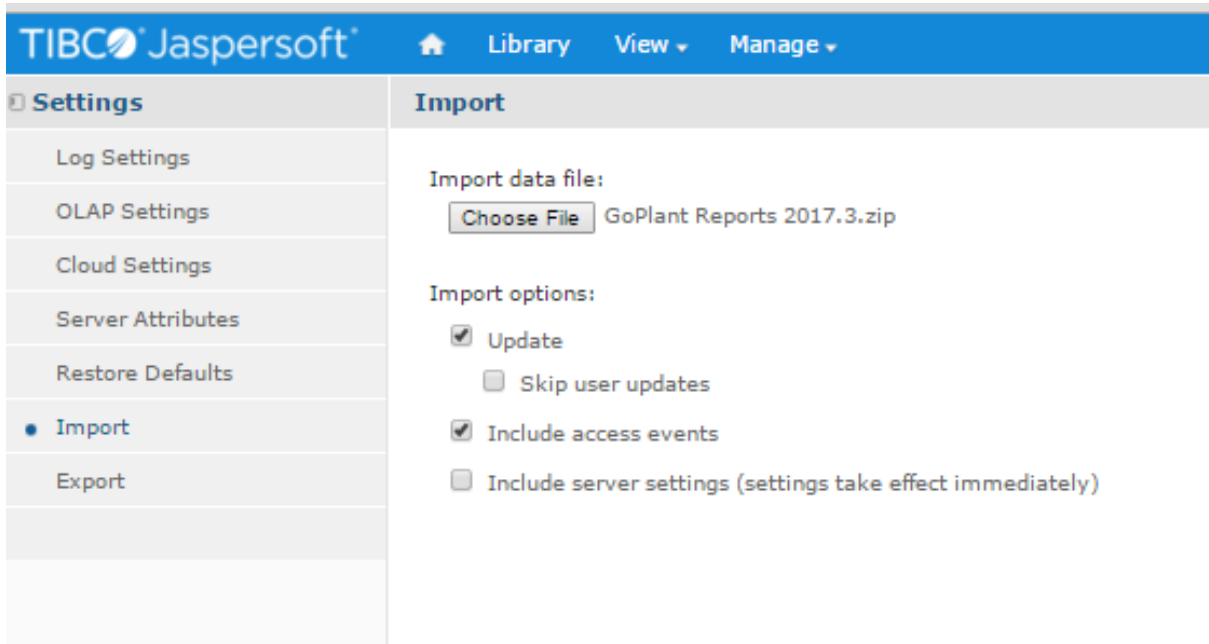 TIBCO Jaspersoft Library View Manage
Settings
Import
Log Settings
OLAP Settings
Cloud Settings
Server Attributes
Restore Defaults
Import
Export
Import data file:
Choose File GoPlant Reports 2017.3.zip
Import options:
Update
Skip user updates
Include access events
Include server settings (settings take effect immediately)